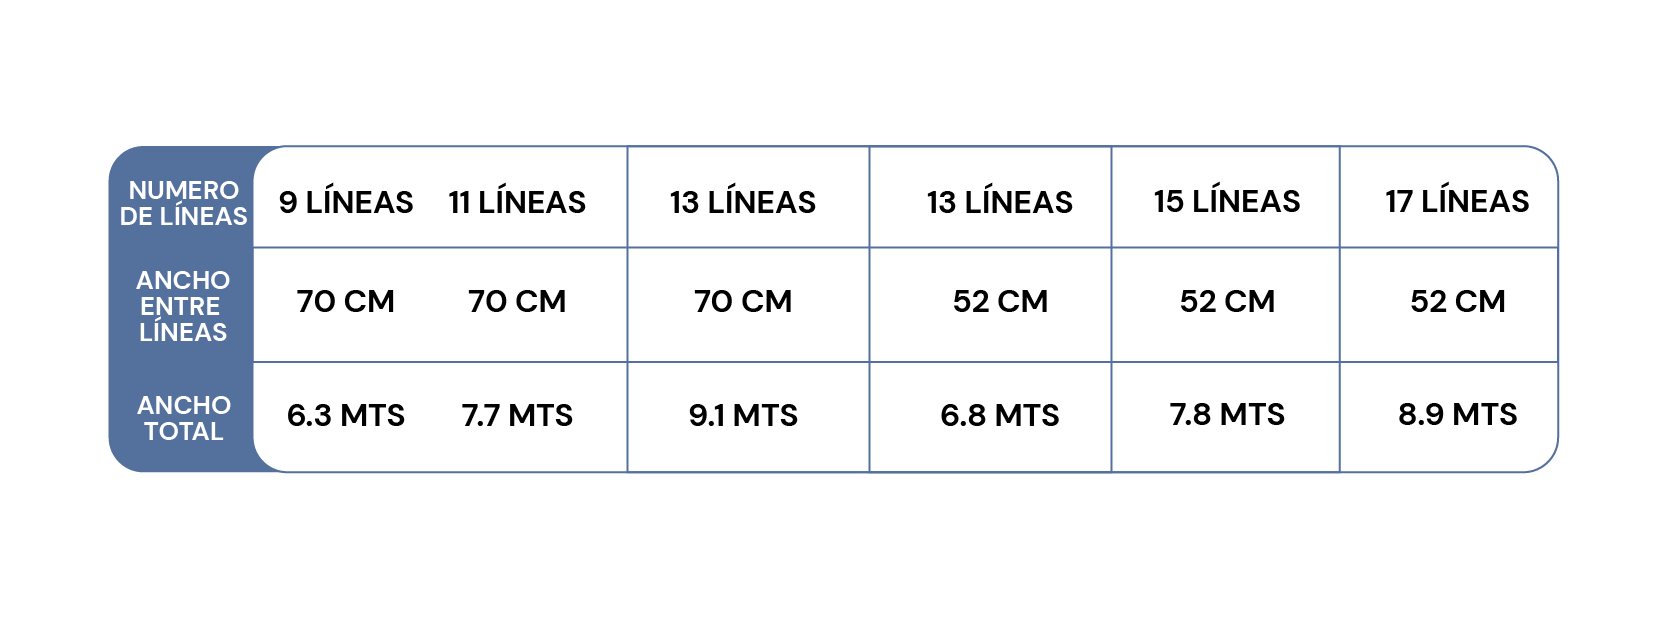 NUMERO
DE LÍNEAS
9 LÍNEAS 11 LÍNEAS 13 LÍNEAS 13 LÍNEAS 15 LÍNEAS 17 LÍNEAS
ANCHO
ENTRE
LÍNEAS
70 CM 70 CM 70 CM 52 CM 52 CM 52 CM
ANCHO
TOTAL
6.3 MTS 7.7 MTS 9.1 MTS 6.8 MTS 7.8 MTS 8.9 MTS